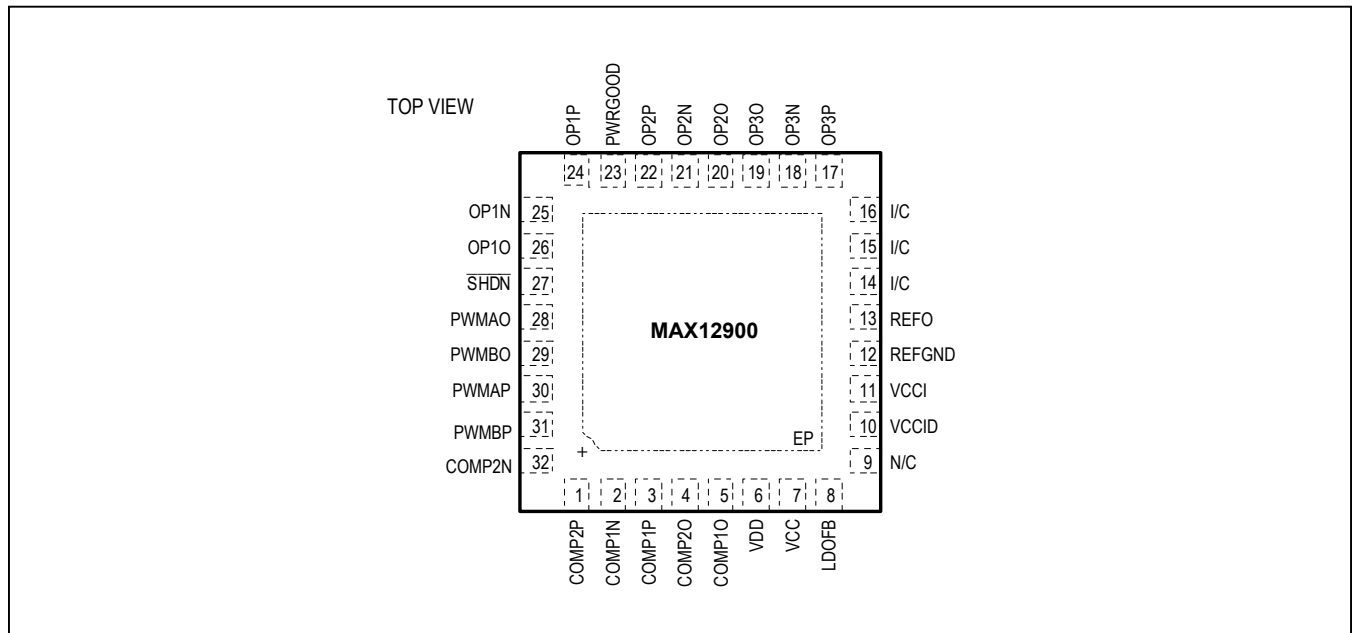 TOP VIEW
OP1P
PWRGOOD
OP2P
OP2N
OP2O
OP3O
OP3N
OP3P
24 23 22 21 20 19 18 17
OP1N 25 16 I/C
OP1O 26 15 I/C
SHDN 27 14 I/C
PWMAO 28 13 REFO
MAX12900
PWMBO 29 12 REFGND
PWMAP 30 11 VCCI
PWMBP 31 10 VCCID
EP
+
COMP2N 32 9 N/C
1 2 3 4 5 6 7 8
COMP2P
COMP1N
COMP1P
COMP2O
COMP1O
VDD
VCC
LDOFB